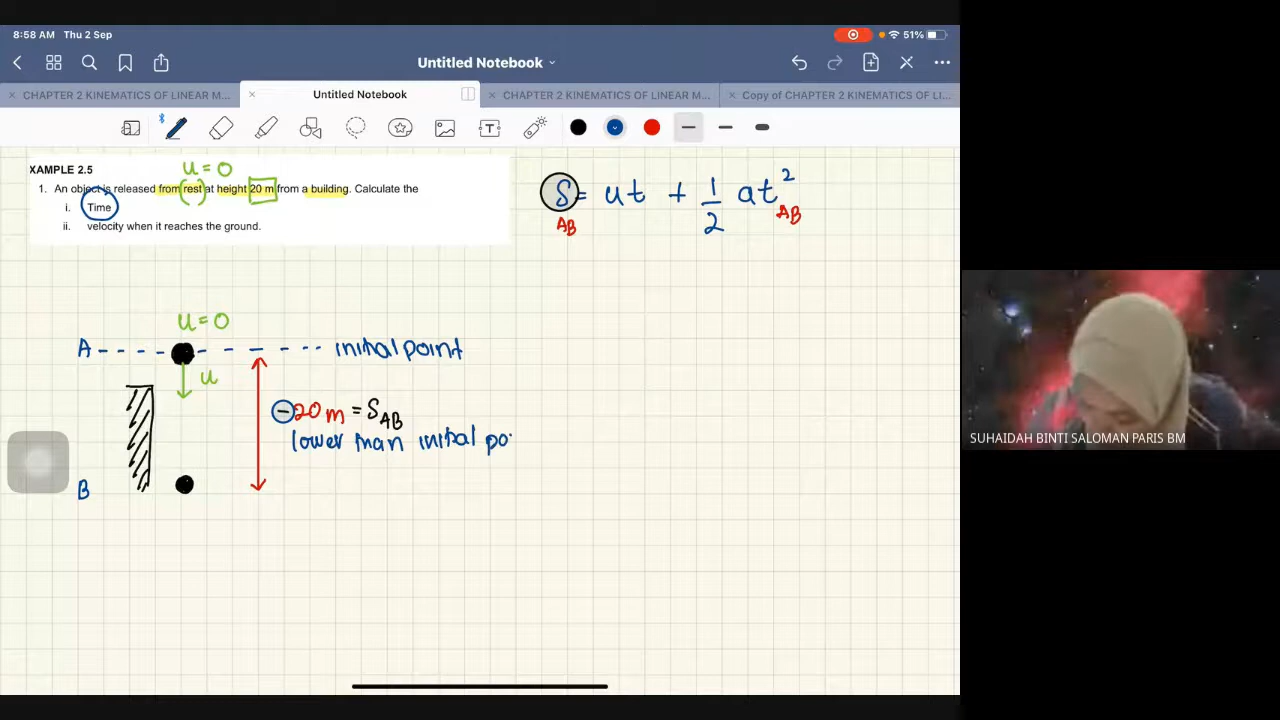 8:58 AM Thu 2 Sep
51%
Untitled Notebook
CHAPTER 2 KINEMATICS OF LINEAR M...
Untitled Notebook
CHAPTER 2 KINEMATICS OF LINEAR M...
Copy of CHAPTER 2 KINEMATICS OF LI...
XAMPLE 2.5
u = 0
1. An object is released from rest at height 20 m from a building. Calculate the
i. Time
ii. velocity when it reaches the ground.
S = ut + 1/2 at²
AB AB
u = 0
A initial point
u
-20 m = S AB
lower than initial po
B
SUHAIDAH BINTI SALOMAN PARIS BM